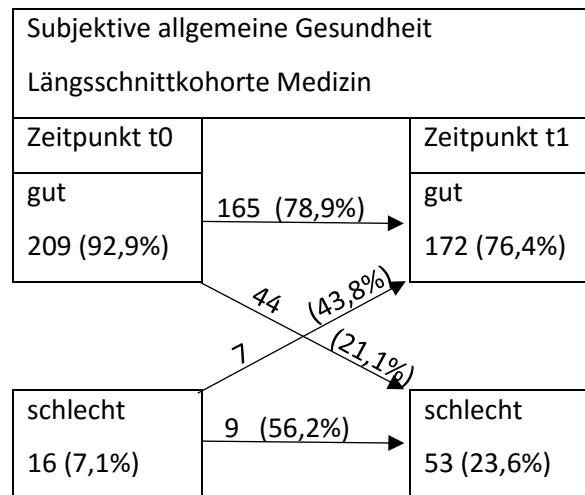 Subjektive allgemeine Gesundheit
Längsschnittkohorte Medizin
Zeitpunkt t0
Zeitpunkt t1
gut
209 (92,9%)
165 (78,9%)
gut
172 (76,4%)
44 (21,1%)
7 (43,8%)
schlecht
16 (7,1%)
9 (56,2%)
schlecht
53 (23,6%)